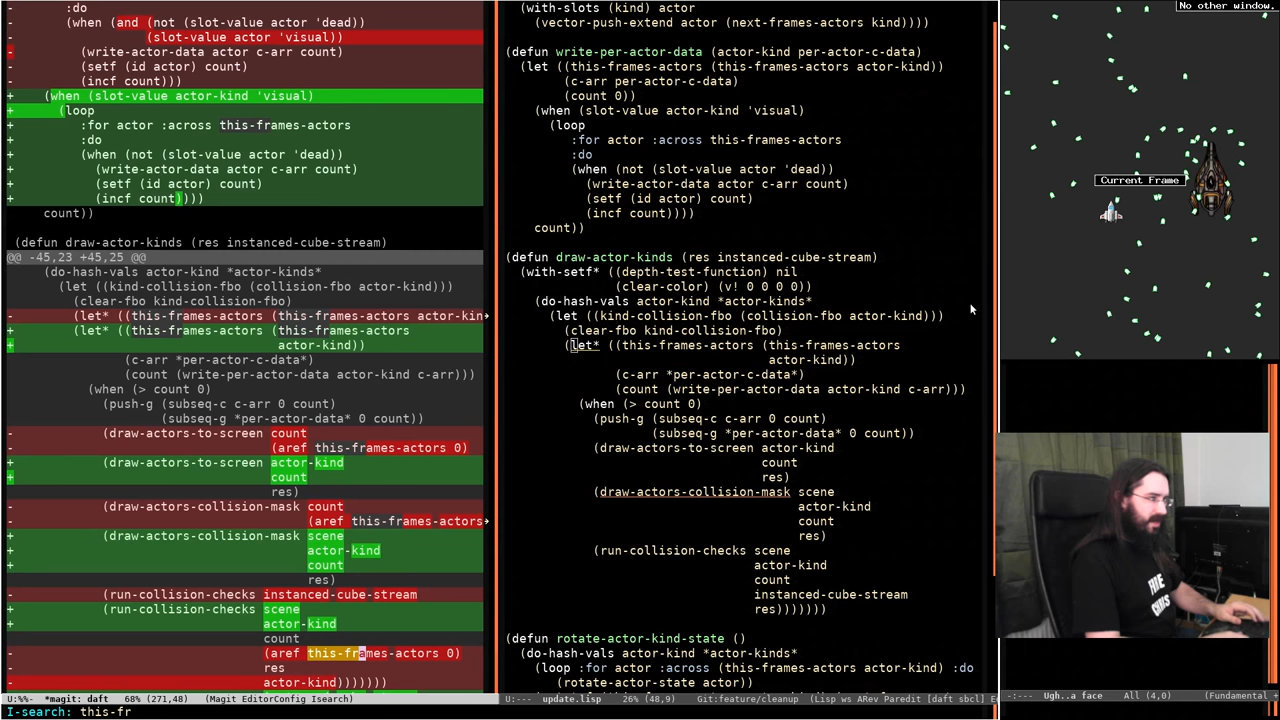 -         :do
-         (when (and (not (slot-value actor 'dead))
-                    (slot-value actor 'visual))
-           (write-actor-data actor c-arr count)
-           (setf (id actor) count)
-           (incf count)))
+    (when (slot-value actor-kind 'visual)
+      (loop
+         :for actor :across this-frames-actors
+         :do
+         (when (not (slot-value actor 'dead))
+           (write-actor-data actor c-arr count)
+           (setf (id actor) count)
+           (incf count))))
     count))
 (defun draw-actor-kinds (res instanced-cube-stream)
@@ -45,23 +45,25 @@
     (do-hash-vals actor-kind *actor-kinds*
       (let ((kind-collision-fbo (collision-fbo actor-kind)))
         (clear-fbo kind-collision-fbo)
-        (let* ((this-frames-actors (this-frames-actors actor-kin→
+        (let* ((this-frames-actors (this-frames-actors
+                                    actor-kind))
               (c-arr *per-actor-c-data*)
               (count (write-per-actor-data actor-kind c-arr)))
          (when (> count 0)
            (push-g (subseq-c c-arr 0 count)
                    (subseq-g *per-actor-data* 0 count))
-            (draw-actors-to-screen count
-                                   (aref this-frames-actors 0)
+            (draw-actors-to-screen actor-kind
+                                   count
                                    res)
-            (draw-actors-collision-mask count
-                                        (aref this-frames-actors→
+            (draw-actors-collision-mask scene
+                                        actor-kind
+                                        count
                                         res)
-            (run-collision-checks instanced-cube-stream
+            (run-collision-checks scene
+                                  actor-kind
                                   count
-                                  (aref this-frames-actors 0)
-                                  res
-                                  actor-kind)))))))
U:%%-  *magit: daft   68% (271,48)   (Magit EditorConfig Isearch)
I-search: this-fr
  (with-slots (kind) actor
    (vector-push-extend actor (next-frames-actors kind))))
(defun write-per-actor-data (actor-kind per-actor-c-data)
  (let ((this-frames-actors (this-frames-actors actor-kind))
        (c-arr per-actor-c-data)
        (count 0))
    (when (slot-value actor-kind 'visual)
      (loop
         :for actor :across this-frames-actors
         :do
         (when (not (slot-value actor 'dead))
           (write-actor-data actor c-arr count)
           (setf (id actor) count)
           (incf count))))
    count))
(defun draw-actor-kinds (res instanced-cube-stream)
  (with-setf* ((depth-test-function) nil
               (clear-color) (v! 0 0 0 0))
    (do-hash-vals actor-kind *actor-kinds*
      (let ((kind-collision-fbo (collision-fbo actor-kind)))
        (clear-fbo kind-collision-fbo)
        (let* ((this-frames-actors (this-frames-actors
                                    actor-kind))
               (c-arr *per-actor-c-data*)
               (count (write-per-actor-data actor-kind c-arr)))
          (when (> count 0)
            (push-g (subseq-c c-arr 0 count)
                    (subseq-g *per-actor-data* 0 count))
            (draw-actors-to-screen actor-kind
                                   count
                                   res)
            (draw-actors-collision-mask scene
                                        actor-kind
                                        count
                                        res)
            (run-collision-checks scene
                                  actor-kind
                                  count
                                  instanced-cube-stream
                                  res)))))))
(defun rotate-actor-kind-state ()
  (do-hash-vals actor-kind *actor-kinds*
    (loop :for actor :across (this-frames-actors actor-kind) :do
      (rotate-actor-state actor))
U:---  update.lisp    26% (48,9)     Git:feature/cleanup  (Lisp ws ARev Paredit [daft sbcl] E
No other window.
Current Frame
-:---  Ugh..a face    All (4,0)      (Fundamental +